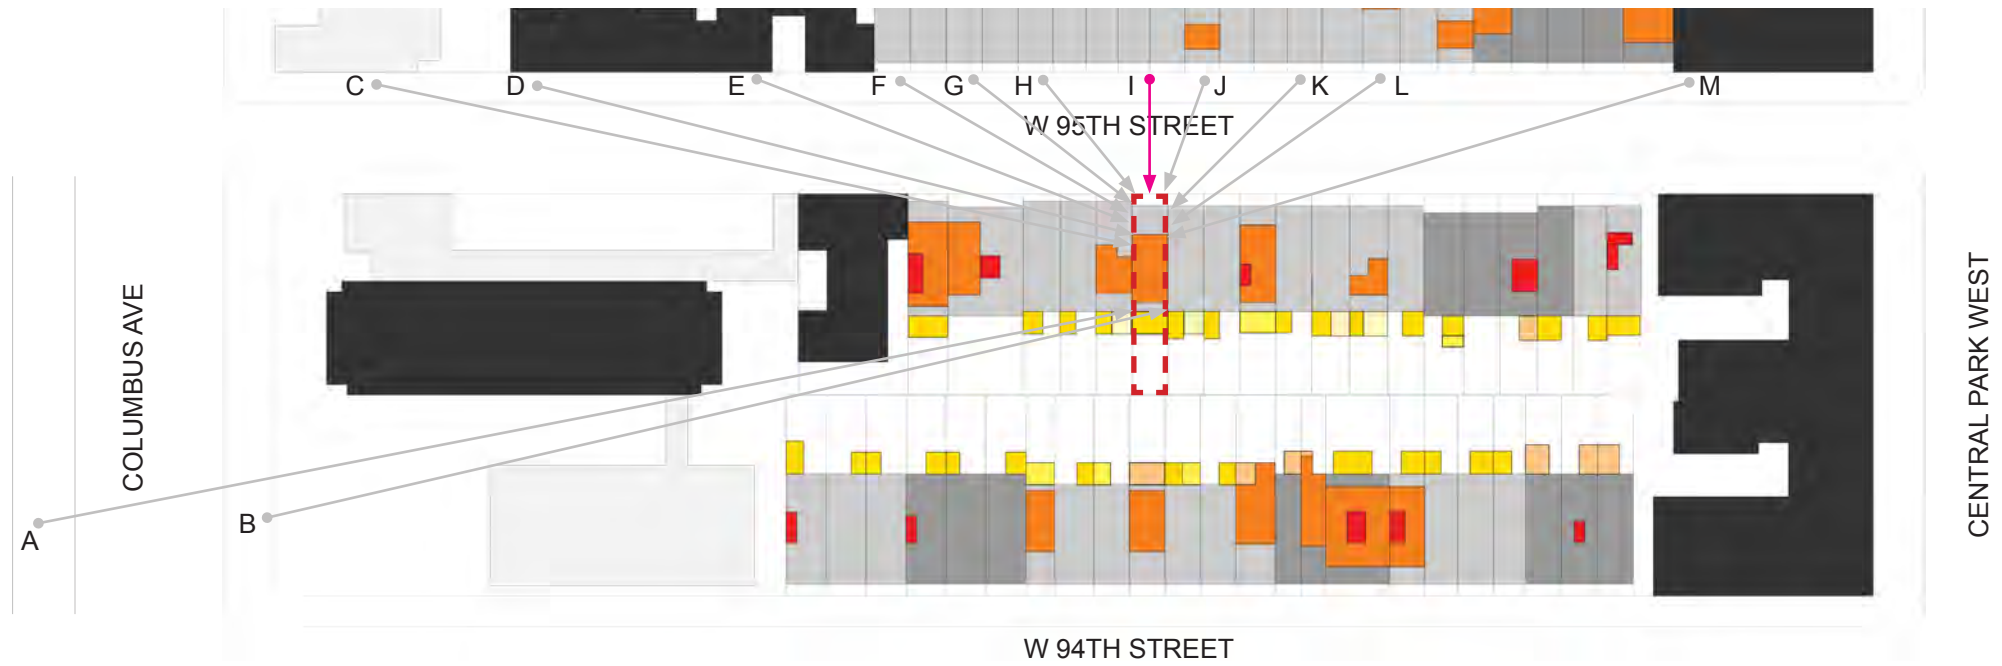 C D E F G H I J K L M
W 95TH STREET
COLUMBUS AVE
CENTRAL PARK WEST
A
B
W 94TH STREET